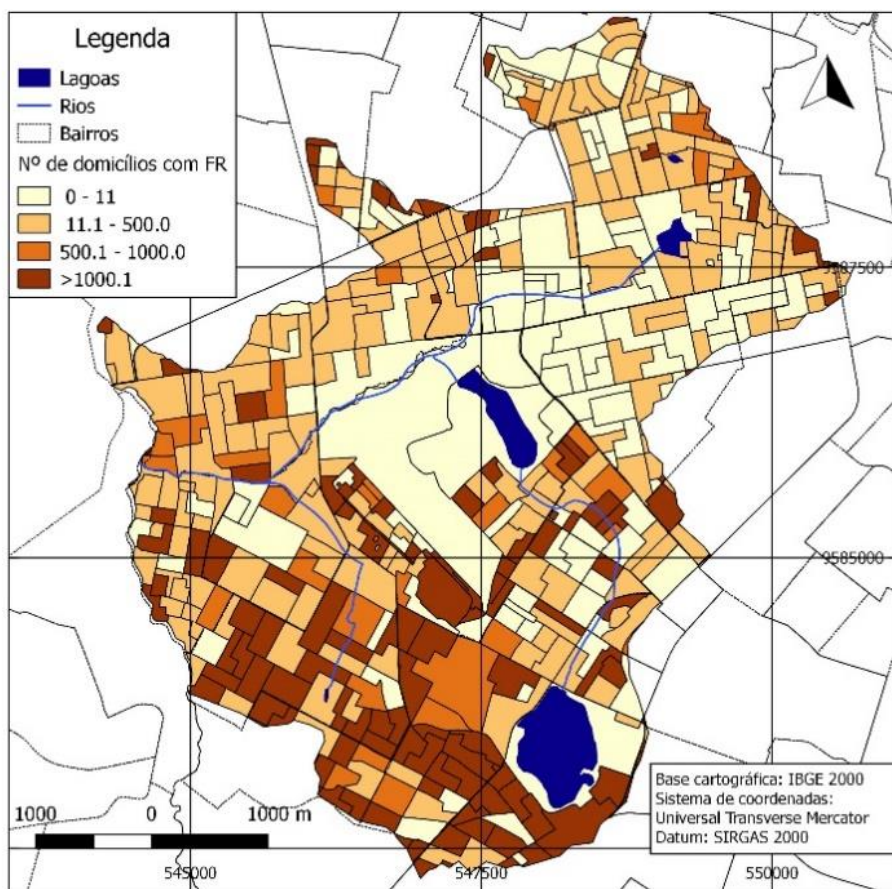 Legenda
Lagoas
Rios
Bairros
Nº de domicílios com FR
0 - 11
11.1 - 500.0
500.1 - 1000.0
>1000.1
9587500
9585000
1000 0 1000 m
Base cartográfica: IBGE 2000
Sistema de coordenadas:
Universal Transverse Mercator
Datum: SIRGAS 2000
545000 547500 550000